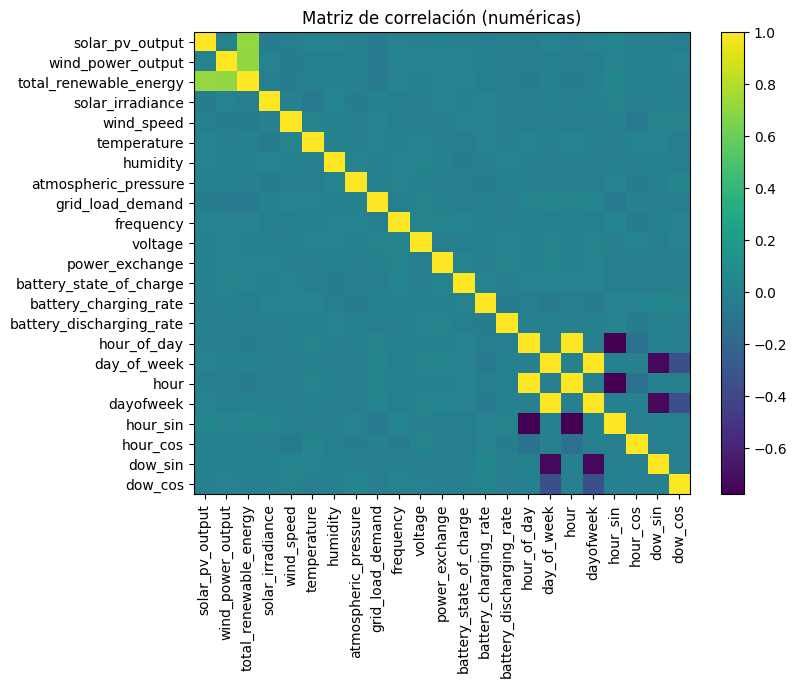 Matriz de correlación (numéricas)
solar_pv_output
wind_power_output
total_renewable_energy
solar_irradiance
wind_speed
temperature
humidity
atmospheric_pressure
grid_load_demand
frequency
voltage
power_exchange
battery_state_of_charge
battery_charging_rate
battery_discharging_rate
hour_of_day
day_of_week
hour
dayofweek
hour_sin
hour_cos
dow_sin
dow_cos
solar_pv_output
wind_power_output
total_renewable_energy
solar_irradiance
wind_speed
temperature
humidity
atmospheric_pressure
grid_load_demand
frequency
voltage
power_exchange
battery_state_of_charge
battery_charging_rate
battery_discharging_rate
hour_of_day
day_of_week
hour
dayofweek
hour_sin
hour_cos
dow_sin
dow_cos
1.0
0.8
0.6
0.4
0.2
0.0
−0.2
−0.4
−0.6